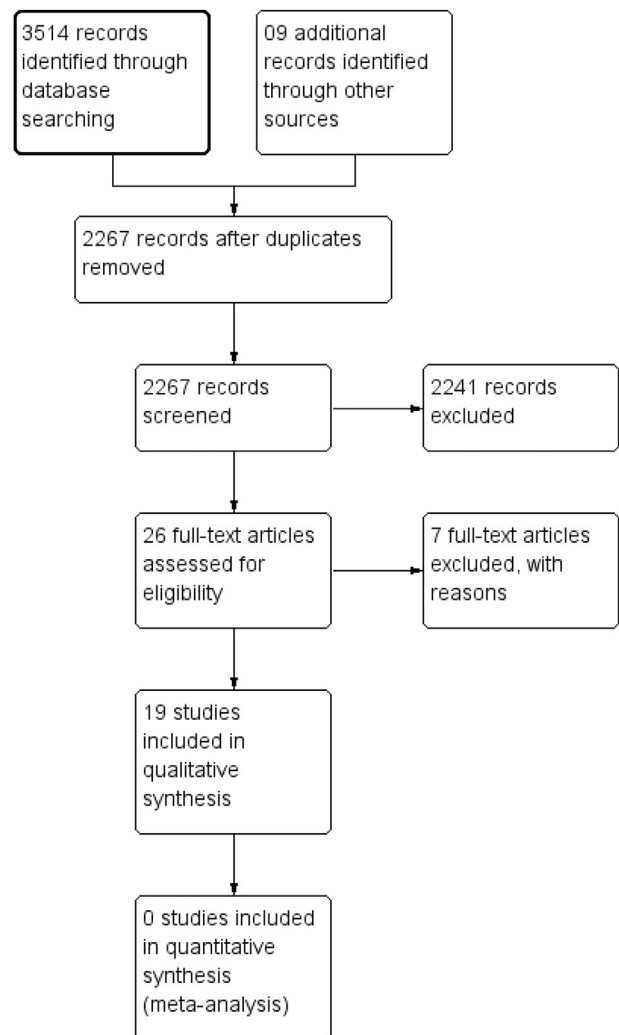 3514 records
identified through
database
searching
09 additional
records identified
through other
sources
2267 records after duplicates
removed
2267 records
screened
2241 records
excluded
26 full-text articles
assessed for
eligibility
7 full-text articles
excluded, with
reasons
19 studies
included in
qualitative
synthesis
0 studies included
in quantitative
synthesis
(meta-analysis)